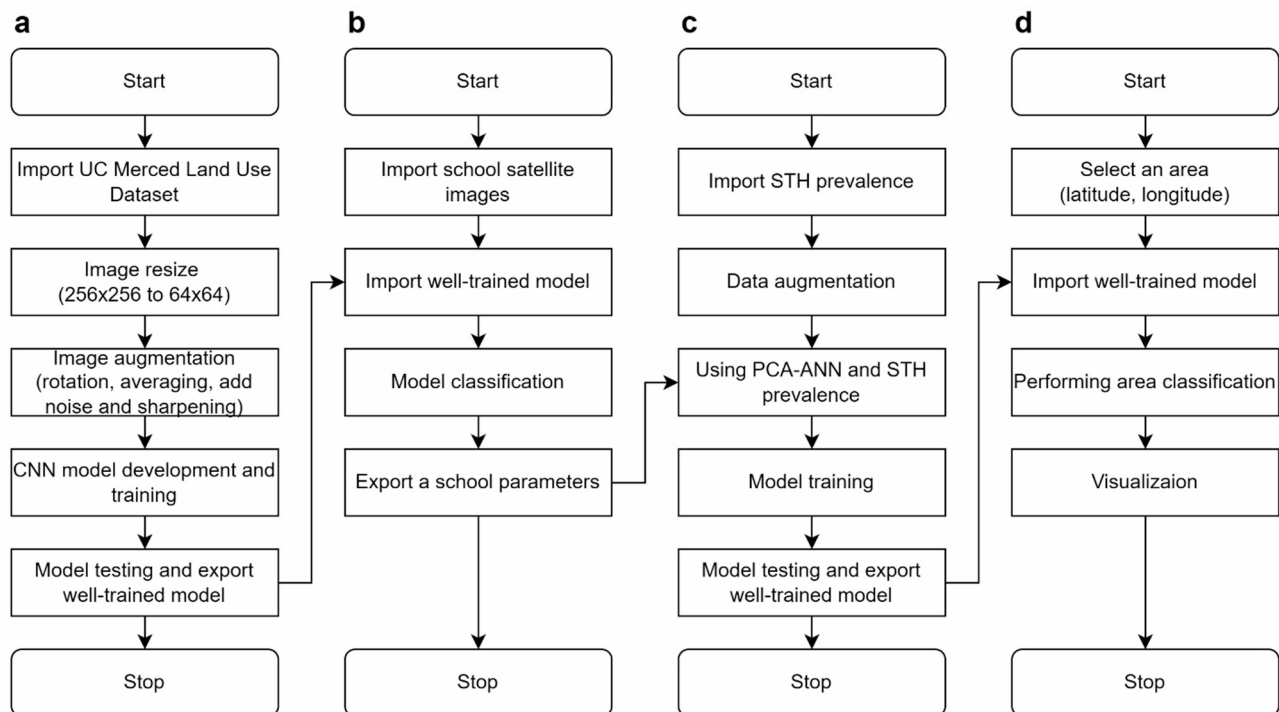 a
Start
Import UC Merced Land Use
Dataset
Image resize
(256x256 to 64x64)
Image augmentation
(rotation, averaging, add
noise and sharpening)
CNN model development and
training
Model testing and export
well-trained model
Stop
b
Start
Import school satellite
images
Import well-trained model
Model classification
Export a school parameters
Stop
c
Start
Import STH prevalence
Data augmentation
Using PCA-ANN and STH
prevalence
Model training
Model testing and export
well-trained model
Stop
d
Start
Select an area
(latitude, longitude)
Import well-trained model
Performing area classification
Visualizaion
Stop